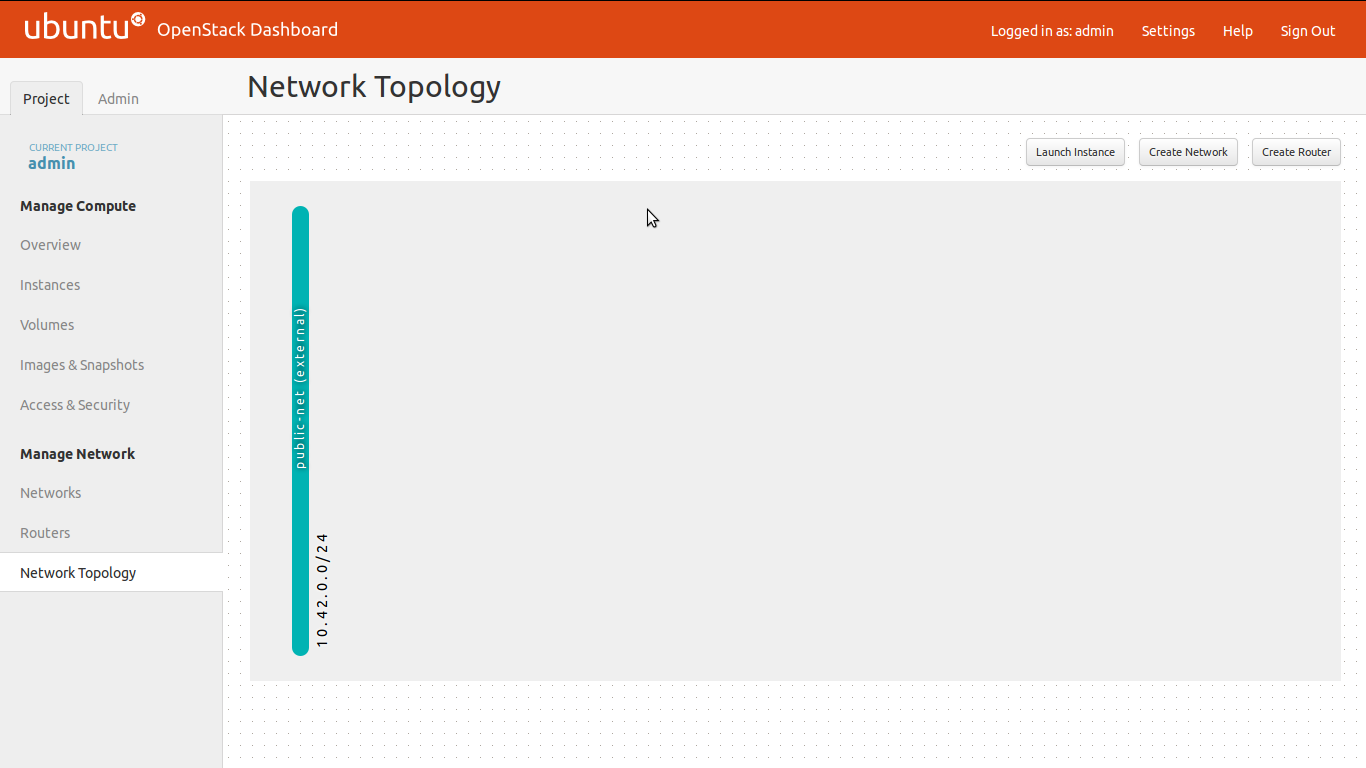 ubuntu OpenStack Dashboard Logged in as: admin Settings Help Sign Out
Project Admin
Network Topology
CURRENT PROJECT
admin
Manage Compute
Overview
Instances
Volumes
Images & Snapshots
Access & Security
Manage Network
Networks
Routers
Network Topology
Launch Instance Create Network Create Router
public-net (external)
10.42.0.0/24